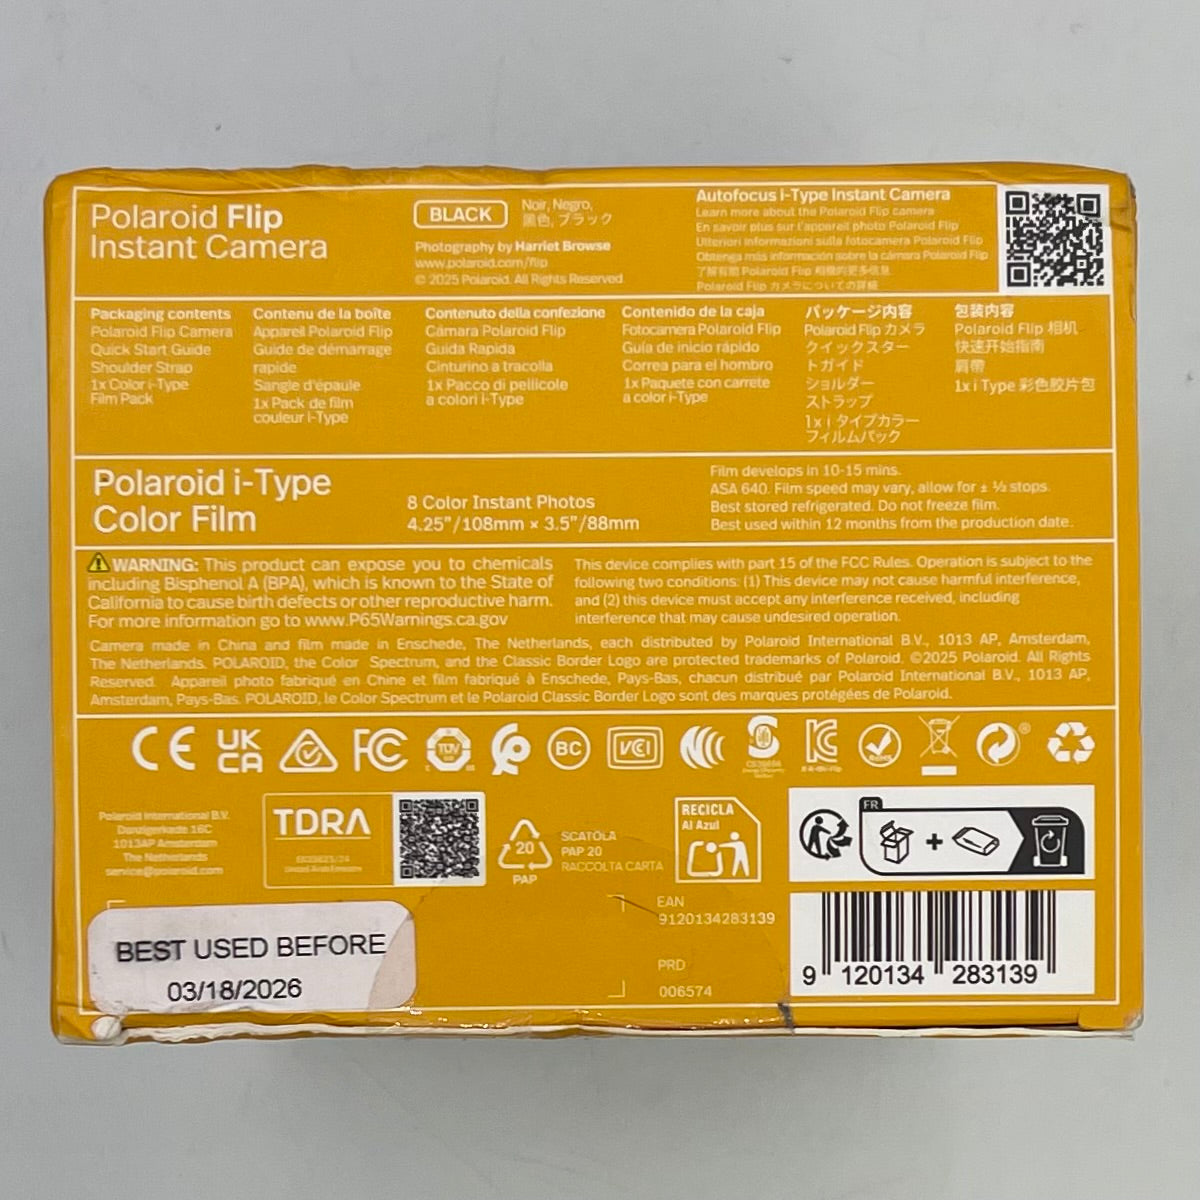 Polaroid Flip
Instant Camera
BLACK
Noir, Negro,
黒色, ブラック
Photography by Harriet Browse
www.polaroid.com/flip
© 2025 Polaroid. All Rights Reserved.
Autofocus i-Type Instant Camera
Learn more about the Polaroid Flip camera
En savoir plus sur l'appareil photo Polaroid Flip
Ulteriori informazioni sulla fotocamera Polaroid Flip
Obtenga más información sobre la cámara Polaroid Flip
了解有關 Polaroid Flip 相機的更多信息
Polaroid Flip カメラについての詳細
Packaging contents
Polaroid Flip Camera
Quick Start Guide
Shoulder Strap
1x Color i-Type
Film Pack
Contenu de la boîte
Appareil Polaroid Flip
Guide de démarrage
rapide
Sangle d'épaule
1x Pack de film
couleur i-Type
Contenuto della confezione
Cámara Polaroid Flip
Guida Rapida
Cinturino a tracolla
1x Pacco di pellicole
a colori i-Type
Contenido de la caja
Fotocamera Polaroid Flip
Guía de inicio rápido
Correa para el hombro
1x Paquete con carrete
a color i-Type
パッケージ内容
Polaroid Flip カメラ
クイックスター
トガイド
ショルダー
ストラップ
1x i タイプカラー
フィルムパック
包装内容
Polaroid Flip 相机
快速开始指南
肩带
1x i Type 彩色胶片包
Polaroid i-Type
Color Film
8 Color Instant Photos
4.25"/108mm × 3.5"/88mm
Film develops in 10-15 mins.
ASA 640. Film speed may vary, allow for ± ⅓ stops.
Best stored refrigerated. Do not freeze film.
Best used within 12 months from the production date.
WARNING: This product can expose you to chemicals
including Bisphenol A (BPA), which is known to the State of
California to cause birth defects or other reproductive harm.
For more information go to www.P65Warnings.ca.gov
This device complies with part 15 of the FCC Rules. Operation is subject to the
following two conditions: (1) This device may not cause harmful interference,
and (2) this device must accept any interference received, including
interference that may cause undesired operation.
Camera made in China and film made in Enschede, The Netherlands, each distributed by Polaroid International B.V., 1013 AP, Amsterdam,
The Netherlands. POLAROID, the Color Spectrum, and the Classic Border Logo are protected trademarks of Polaroid. ©2025 Polaroid. All Rights
Reserved. Appareil photo fabriqué en Chine et film fabriqué à Enschede, Pays-Bas, chacun distribué par Polaroid International B.V., 1013 AP,
Amsterdam, Pays-Bas. POLAROID, le Color Spectrum et le Polaroid Classic Border Logo sont des marques protégées de Polaroid.
CE UK CA FC TÜV BC VCI RoHS ®
Polaroid International B.V.
Danzigerkade 16C
1013AP Amsterdam
The Netherlands
service@polaroid.com
TDRA
United Arab Emirates
20
PAP
SCATOLA
PAP 20
RACCOLTA CARTA
RECICLA
Al Azul
FR
+
BEST USED BEFORE
03/18/2026
EAN
9120134283139
PRD
006574
9 120134 283139